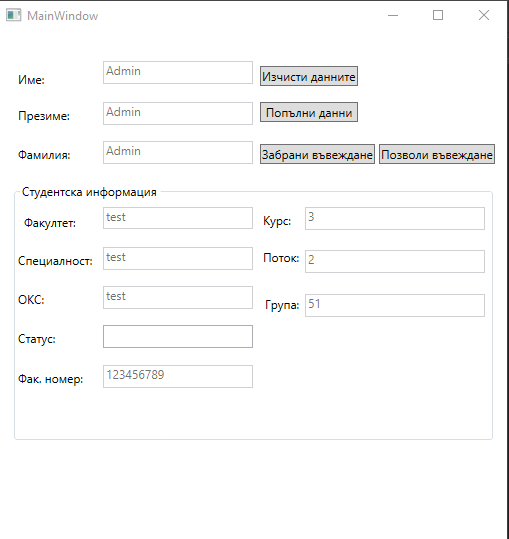 MainWindow
Име: Admin Изчисти данните
Презиме: Admin Попълни данни
Фамилия: Admin Забрани въвеждане Позволи въвеждане
Студентска информация
Факултет: test Курс: 3
Специалност: test Поток: 2
ОКС: test Група: 51
Статус:
Фак. номер: 123456789